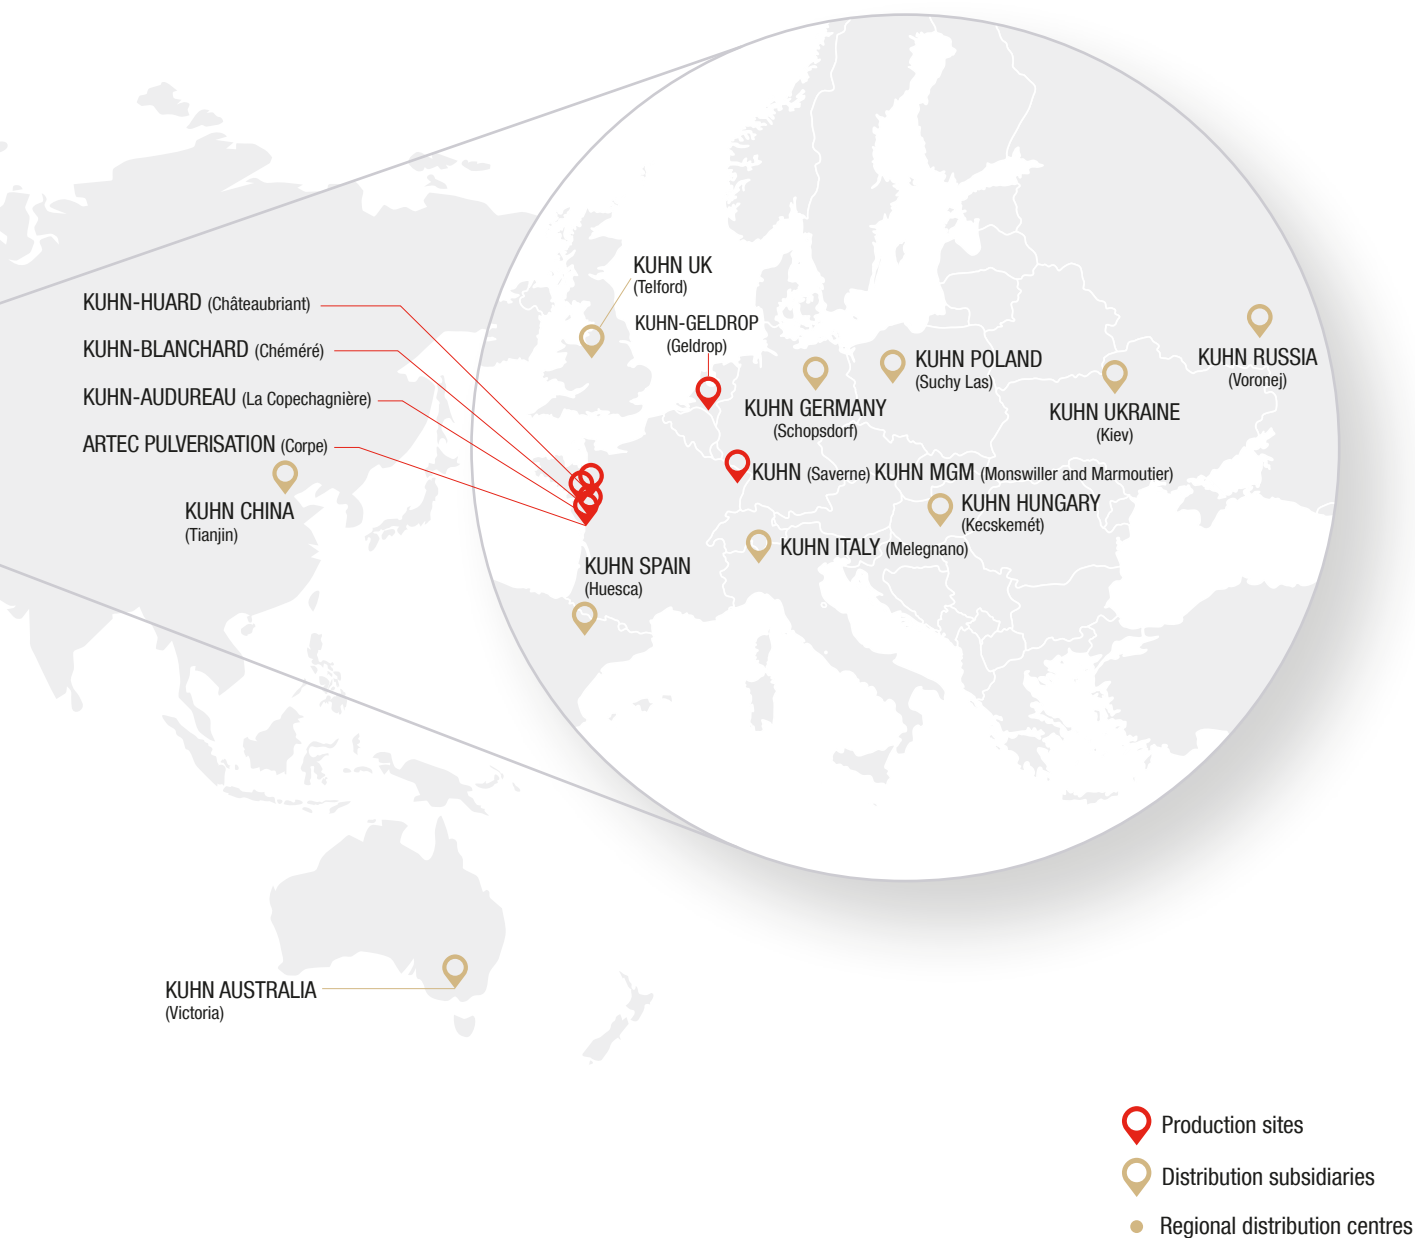 KUHN UK
(Telford)
KUHN-HUARD (Châteaubriant)
KUHN-GELDROP
(Geldrop)
KUHN-BLANCHARD (Chéméré)
KUHN POLAND
(Suchy Las)
KUHN RUSSIA
(Voronej)
KUHN-AUDUREAU (La Copechagnière)
KUHN GERMANY
(Schopsdorf)
KUHN UKRAINE
(Kiev)
ARTEC PULVERISATION (Corpe)
KUHN (Saverne) KUHN MGM (Monswiller and Marmoutier)
KUHN CHINA
(Tianjin)
KUHN HUNGARY
(Kecskemét)
KUHN ITALY (Melegnano)
KUHN SPAIN
(Huesca)
KUHN AUSTRALIA
(Victoria)
Production sites
Distribution subsidiaries
Regional distribution centres